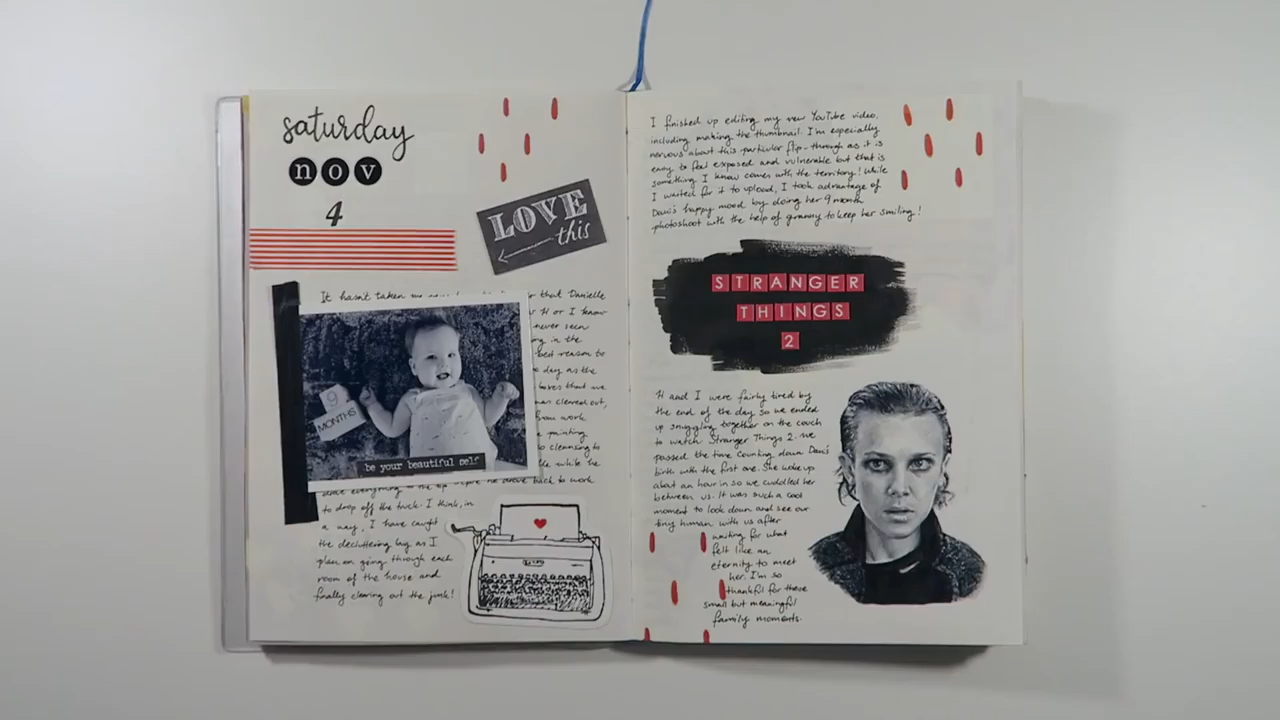 saturday
nov
4
LOVE
this
It hasn't taken me that Danielle
H or I know
never seen
in the
best reason to
day as the
boxes that we
cleared out,
from work
painting
cleansing to
while he
back to work
to drop off the truck. I think, in
a way, I have caught
the decluttering bug as I
plan on going through each
room of the house and
finally clearing out the junk!
9
MONTHS
be your beautiful self
I finished up editing my new YouTube video,
including making the thumbnail. I'm especially
nervous about this particular flip-through as it is
easy to feel exposed and vulnerable but that is
something I know comes with the territory! While
I waited for it to upload, I took advantage of
Dani's happy mood by doing her 9 month
photoshoot with the help of granny to keep her smiling!
STRANGER
THINGS
2
H and I were fairly tired by
the end of the day so we ended
up snuggling together on the couch
to watch Stranger Things 2. We
passed the time counting down Dani's
birth with the first one. She woke up
about an hour in so we cuddled her
between us. It was such a cool
moment to look down and see our
tiny human with us after
waiting for what
felt like an
eternity to meet
her. I'm so
thankful for these
small but meaningful
family moments.